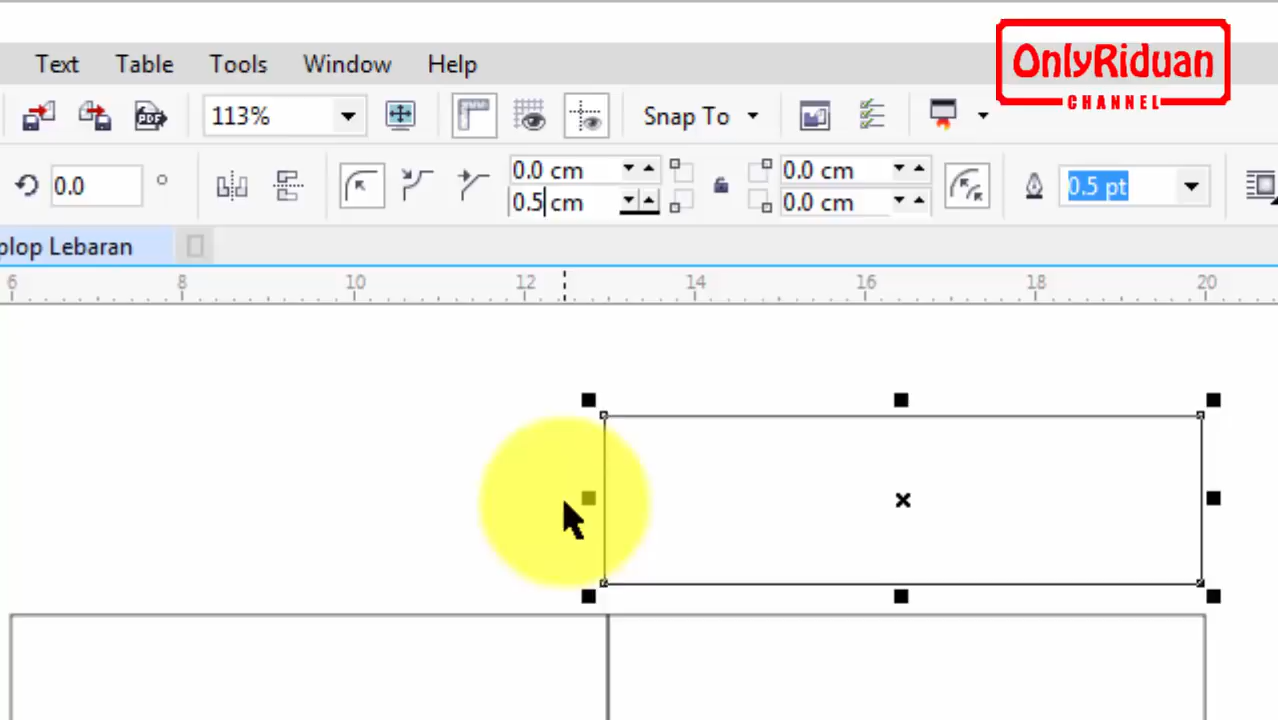 OnlyRiduan
CHANNEL
Text Table Tools Window Help
PDF 113% Snap To
0.0 ° 0.0 cm 0.0 cm 0.5 pt
0.5 cm 0.0 cm
plop Lebaran
6 8 10 12 14 16 18 20